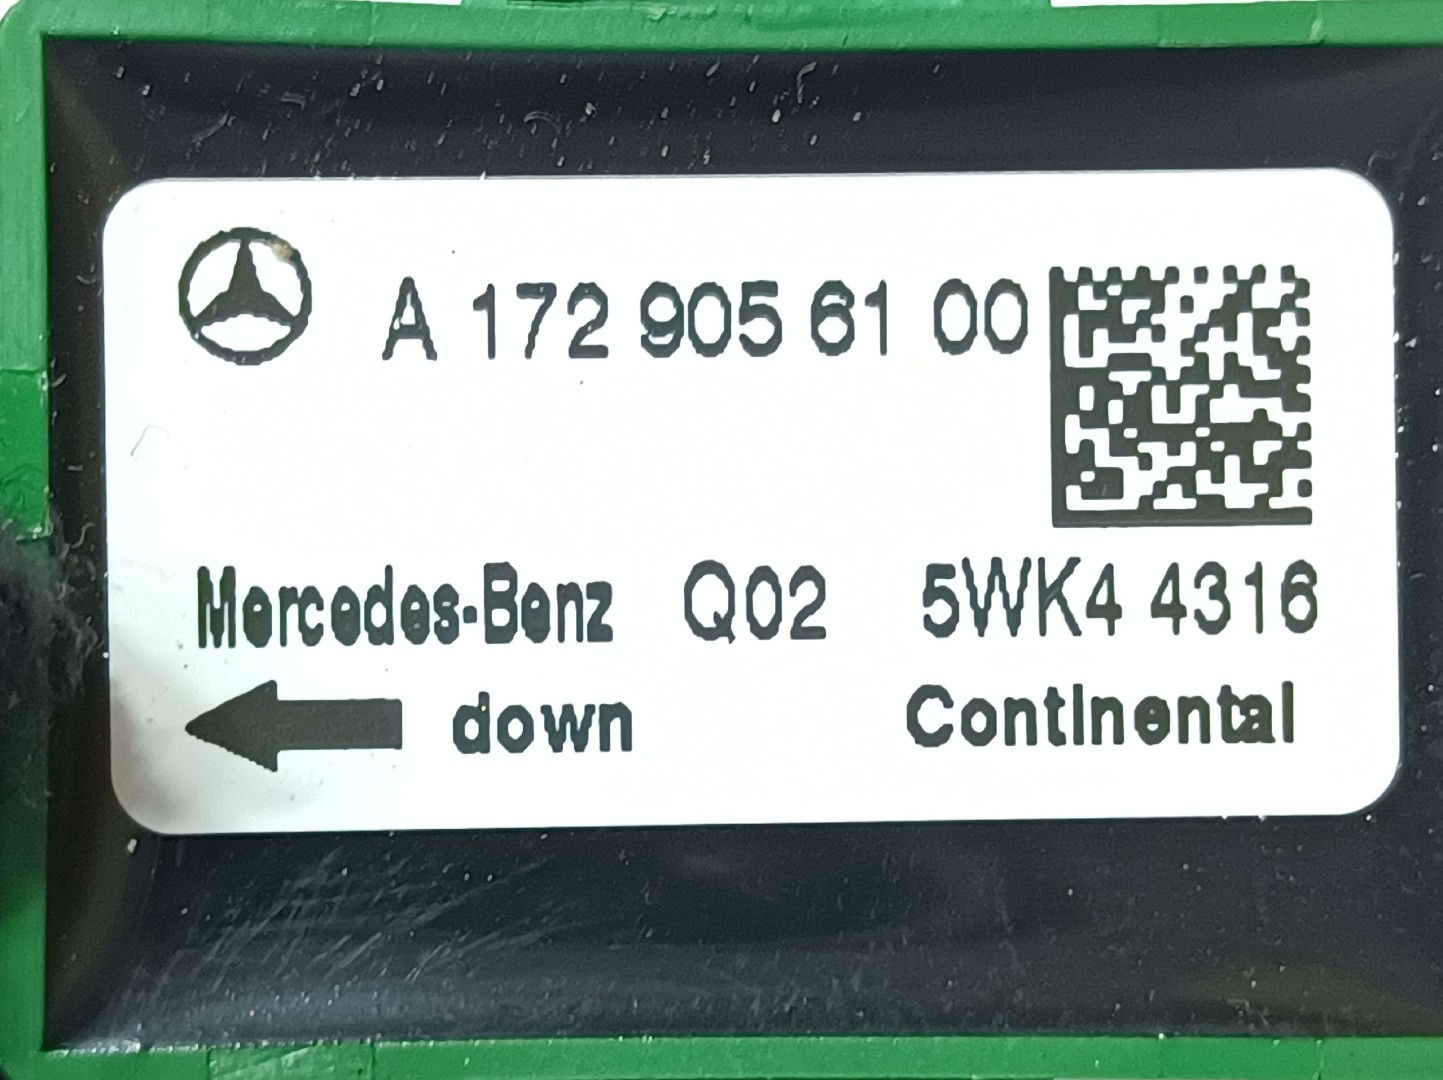 A 172 905 61 00
Mercedes-Benz Q02 5WK4 4316
down Continental